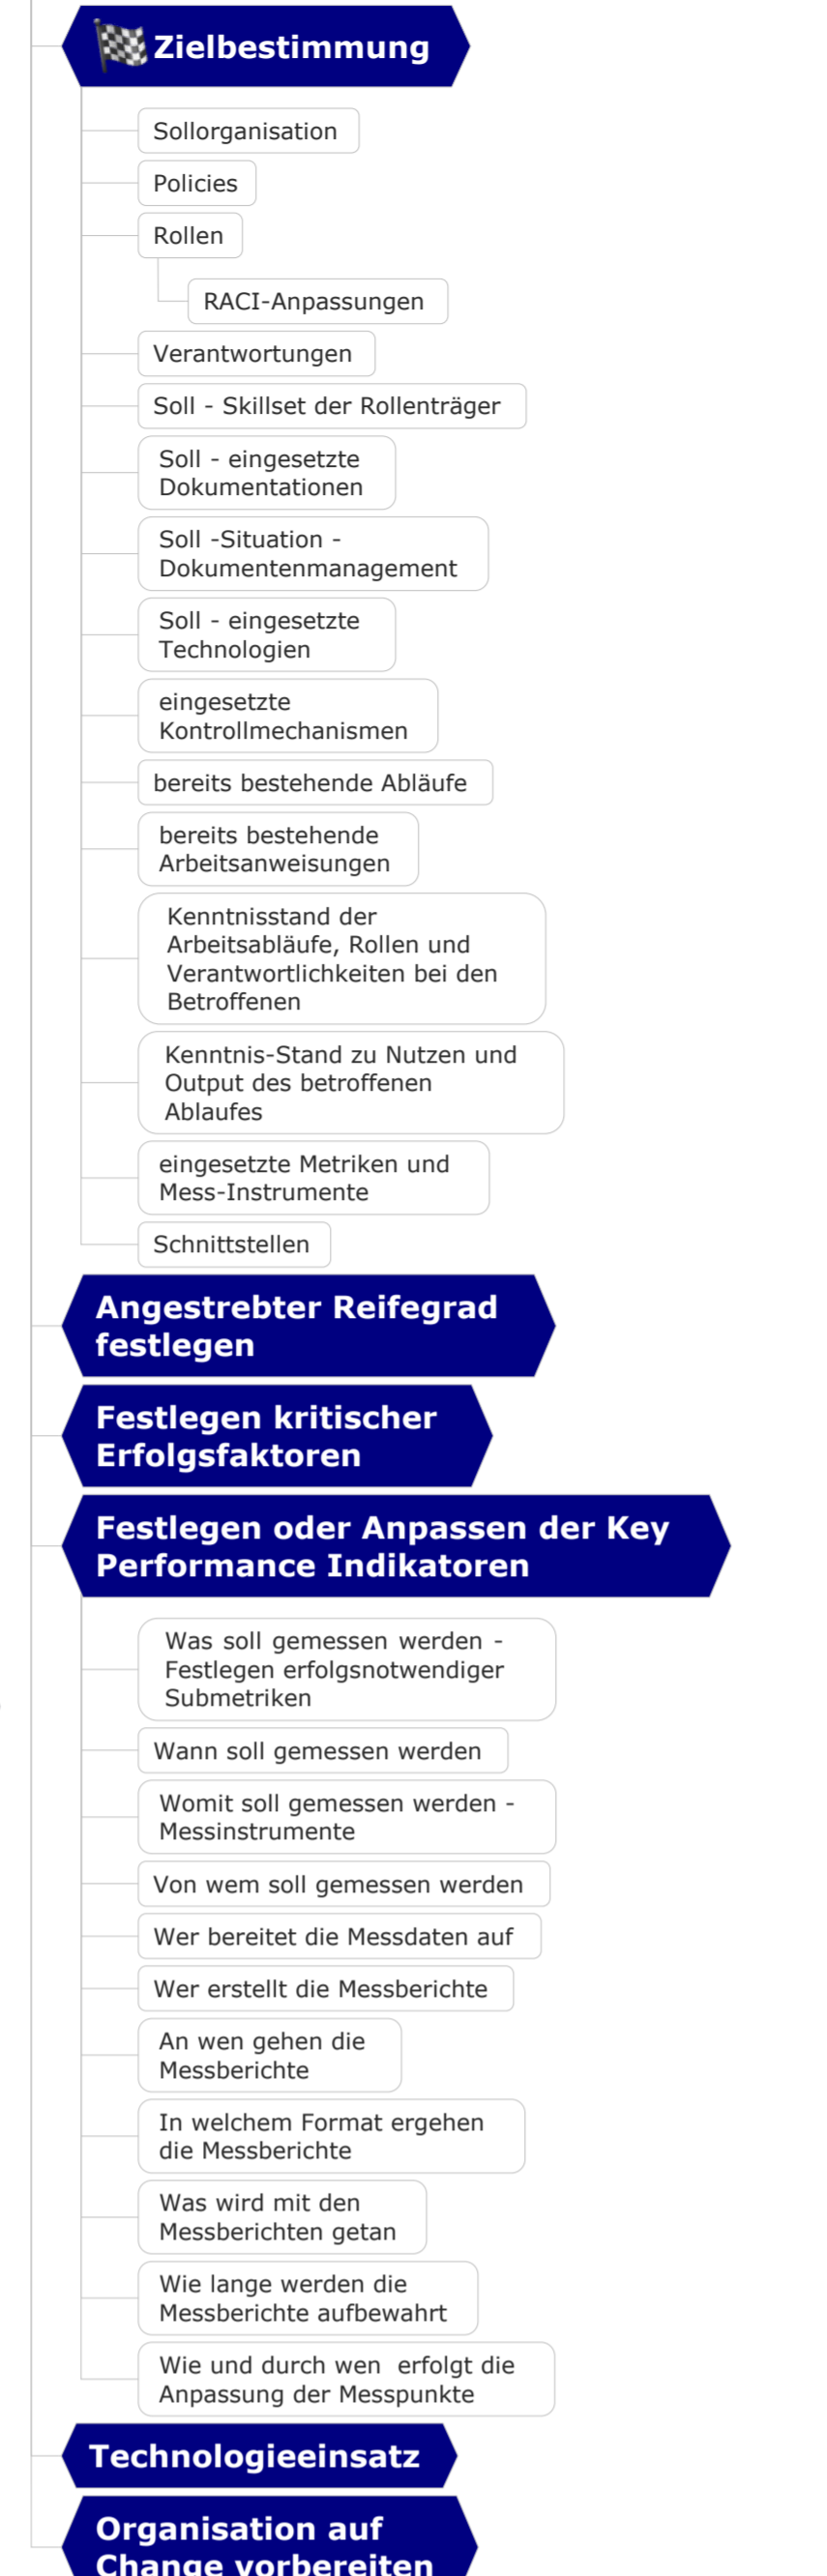 Zielbestimmung
Sollorganisation
Policies
Rollen
RACI-Anpassungen
Verantwortungen
Soll - Skillset der Rollenträger
Soll - eingesetzte
Dokumentationen
Soll -Situation -
Dokumentenmanagement
Soll - eingesetzte
Technologien
eingesetzte
Kontrollmechanismen
bereits bestehende Abläufe
bereits bestehende
Arbeitsanweisungen
Kenntnisstand der
Arbeitsabläufe, Rollen und
Verantwortlichkeiten bei den
Betroffenen
Kenntnis-Stand zu Nutzen und
Output des betroffenen
Ablaufes
eingesetzte Metriken und
Mess-Instrumente
Schnittstellen
Angestrebter Reifegrad
festlegen
Festlegen kritischer
Erfolgsfaktoren
Festlegen oder Anpassen der Key
Performance Indikatoren
Was soll gemessen werden -
Festlegen erfolgsnotwendiger
Submetriken
Wann soll gemessen werden
Womit soll gemessen werden -
Messinstrumente
Von wem soll gemessen werden
Wer bereitet die Messdaten auf
Wer erstellt die Messberichte
An wen gehen die
Messberichte
In welchem Format ergehen
die Messberichte
Was wird mit den
Messberichten getan
Wie lange werden die
Messberichte aufbewahrt
Wie und durch wen  erfolgt die
Anpassung der Messpunkte
Technologieeinsatz
Organisation auf
Change vorbereiten